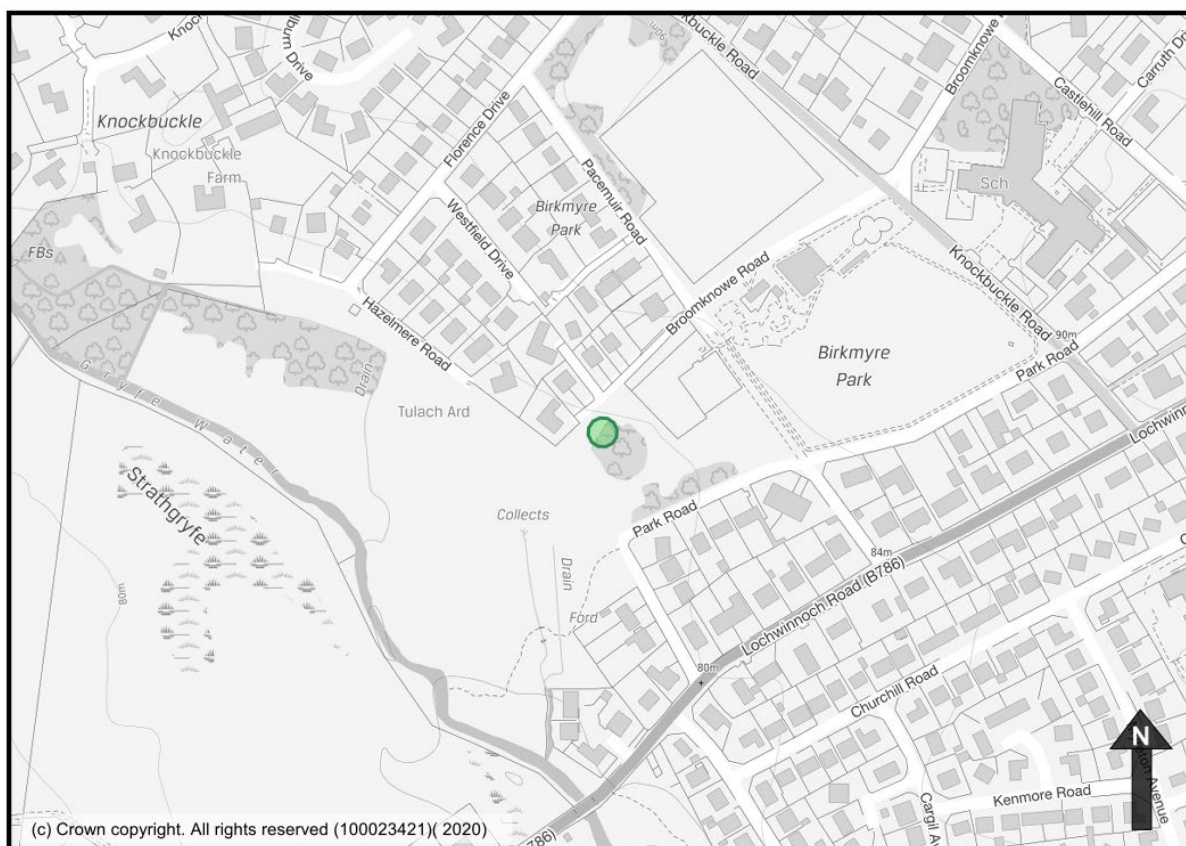 Knockbuckle Road
Broomknowe
Castlehill Road
Carruth
90m
Florence Drive
Knockbuckle
Knockbuckle
Farm
Pacemuir Road
Sch
Birkmyre
Park
Westfield Drive
FBs
Broomknowe Road
Knockbuckle Road
Hazelmere Road
90m
Park Road
Birkmyre
Park
Gryfe Water
Drain
Tulach Ard
Strathgryfe
Collects
Park Road
80m
Drain
Ford
84m
Lochwinnoch Road (B786)
80m
Churchill Road
N
Kenmore Road
Avenue
(c) Crown copyright. All rights reserved (100023421)( 2020)